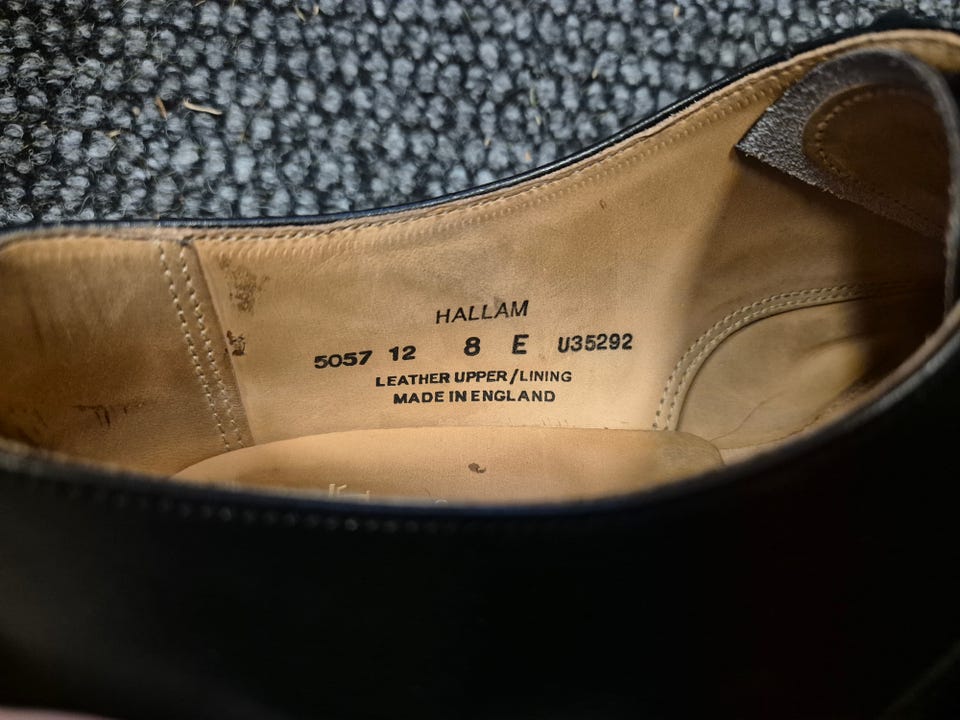 HALLAM
5057 12 8 E U35292
LEATHER UPPER/LINING
MADE IN ENGLAND